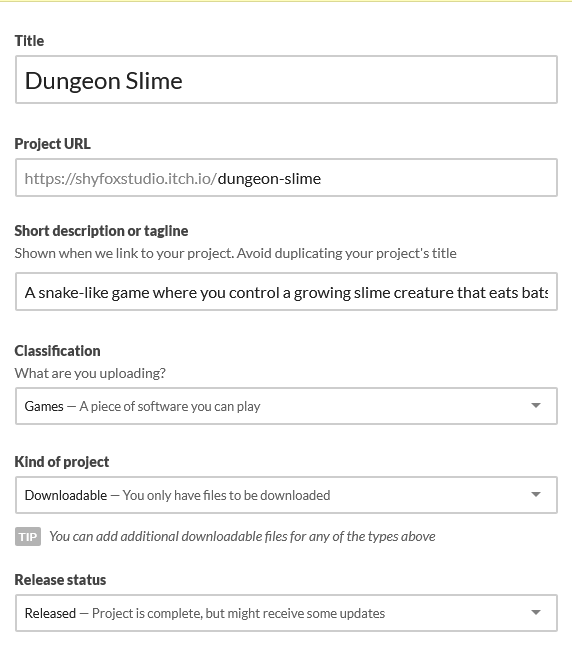 Title
Dungeon Slime
Project URL
https://shyfoxstudio.itch.io/dungeon-slime
Short description or tagline
Shown when we link to your project. Avoid duplicating your project's title
A snake-like game where you control a growing slime creature that eats bats
Classification
What are you uploading?
Games — A piece of software you can play
Kind of project
Downloadable — You only have files to be downloaded
TIP You can add additional downloadable files for any of the types above
Release status
Released — Project is complete, but might receive some updates